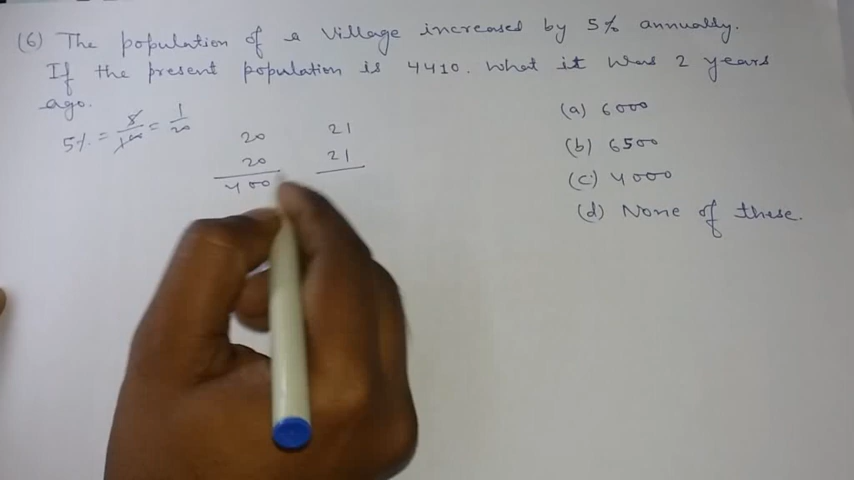 (6) The population of a village increased by 5% annually.
If the present population is 4410. what it was 2 years
ago.
5% = 5/100 = 1/20
20 21
20 21
400
(a) 6000
(b) 6500
(c) 4000
(d) None of these.